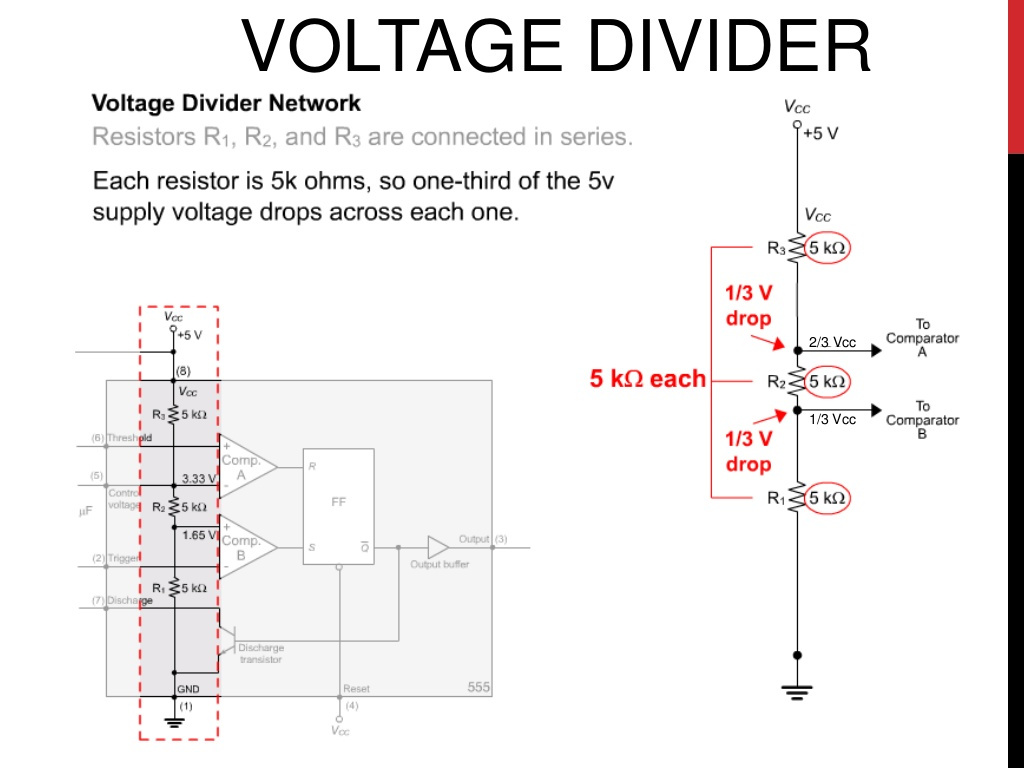 VOLTAGE DIVIDER
Voltage Divider Network
Resistors R1, R2, and R3 are connected in series.
Each resistor is 5k ohms, so one-third of the 5v
supply voltage drops across each one.
VCC
+5 V
VCC
R3 5 kΩ
1/3 V
drop
2/3 Vcc
To
Comparator
A
5 kΩ each
R2 5 kΩ
1/3 Vcc
To
Comparator
B
1/3 V
drop
R1 5 kΩ
VCC
+5 V
(8)
VCC
R3 5 kΩ
(6) Threshold
+
Comp.
A
-
R
(5)
3.33 V
Control
voltage
µF
R2 5 kΩ
FF
1.65 V
+
Comp.
B
-
S
Q
Output (3)
Output buffer
(2) Trigger
R1 5 kΩ
(7) Discharge
Discharge
transistor
GND
(1)
Reset
(4)
VCC
555